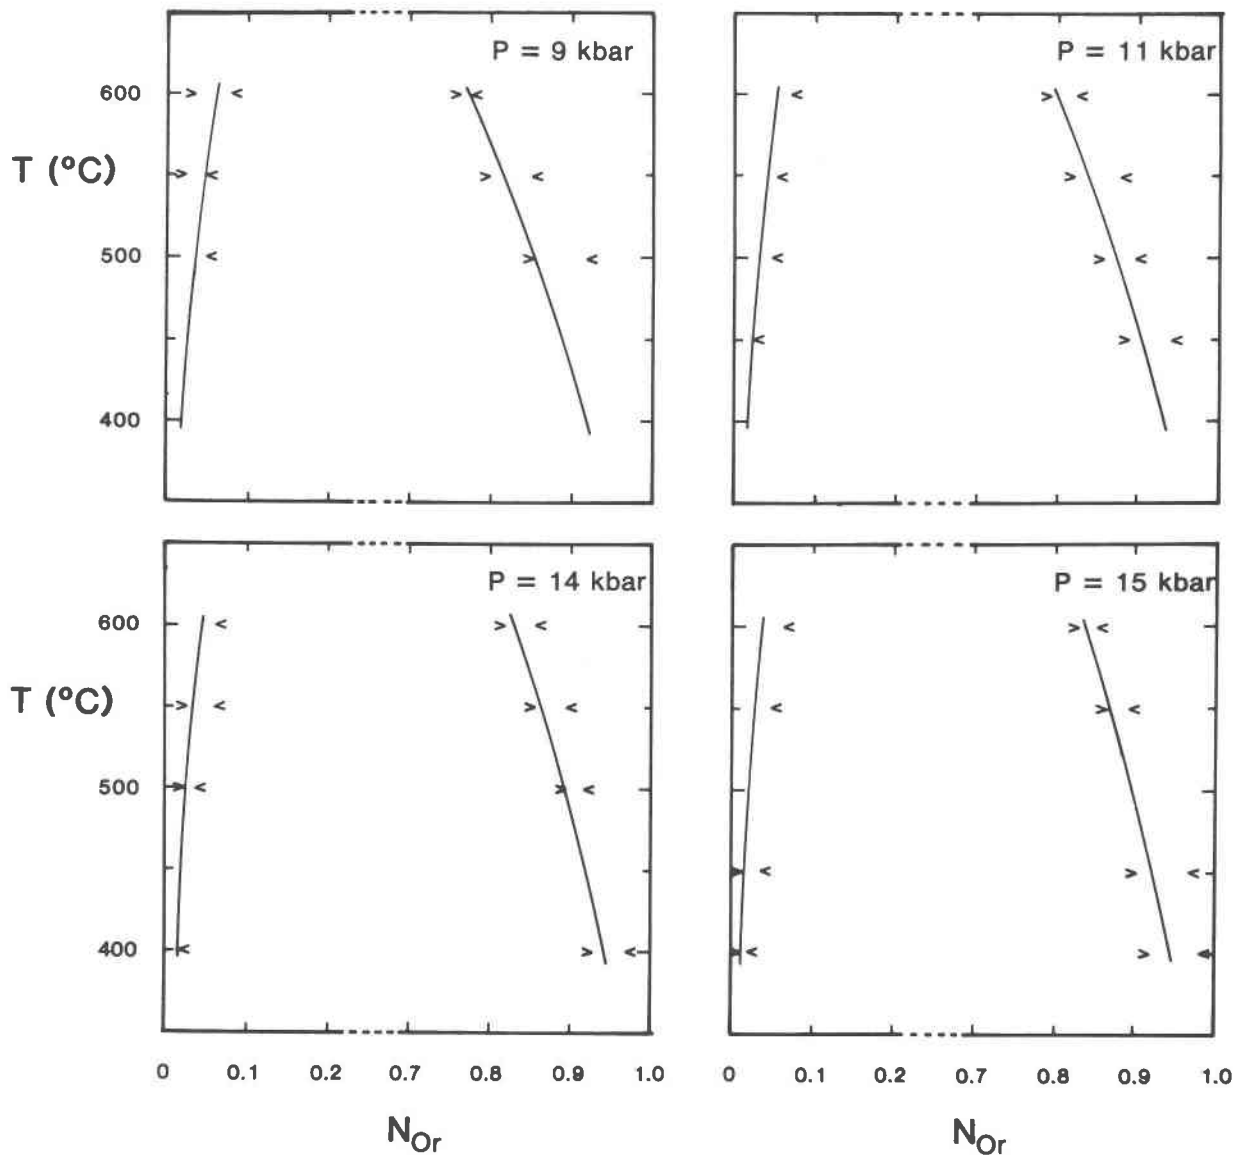 P = 9 kbar
P = 11 kbar
600
T (°C)
500
400
P = 14 kbar
P = 15 kbar
600
T (°C)
500
400
0 0.1 0.2 0.7 0.8 0.9 1.0
0 0.1 0.2 0.7 0.8 0.9 1.0
NOr
NOr